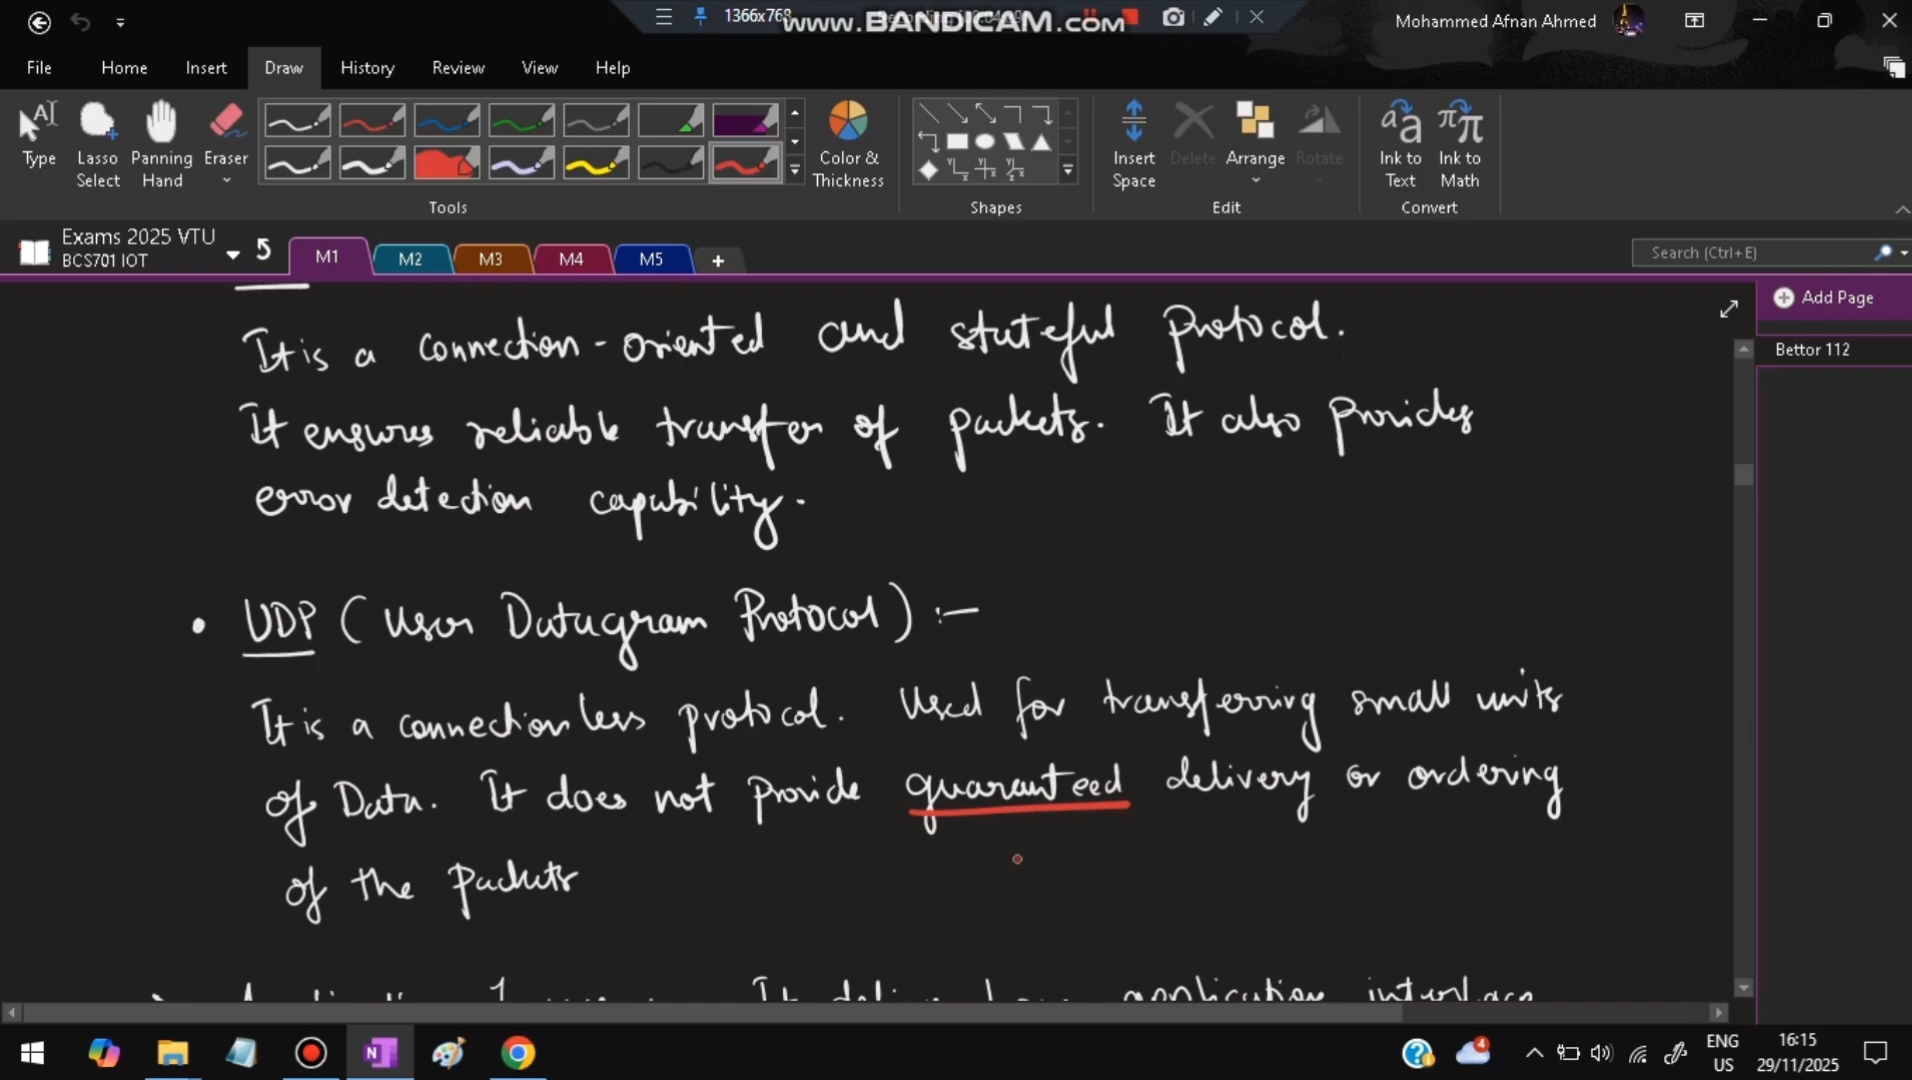 1366x768
www.BANDICAM.com
Mohammed Afnan Ahmed
File Home Insert Draw History Review View Help
Type
Lasso Select
Panning Hand
Eraser
Color & Thickness
Insert Space
Delete
Arrange
Rotate
Ink to Text
Ink to Math
Tools
Shapes
Edit
Convert
Exams 2025 VTU
BCS701 IOT
M1 M2 M3 M4 M5 +
Search (Ctrl+E)
Add Page
Bettor 112
It is a connection-oriented and stateful protocol.
It ensures reliable transfer of packets. It also provides
error detection capability.
• UDP (User Datagram Protocol) :-
It is a connectionless protocol. Used for transferring small units
of Data. It does not provide guaranteed delivery or ordering
of the packets
It
application interface
4
ENG
US
16:15
29/11/2025